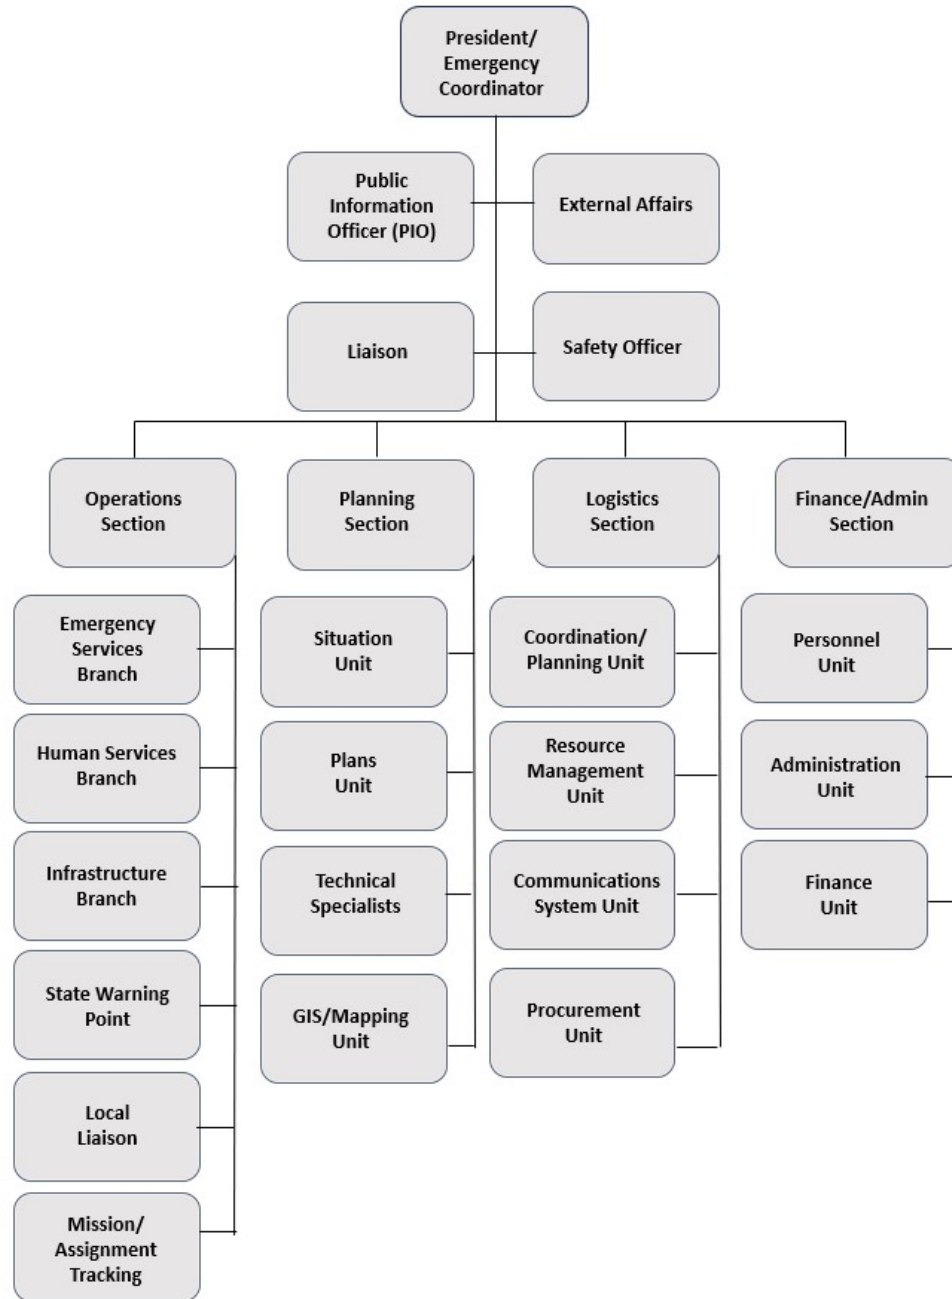 President/
Emergency
Coordinator
Public
Information
Officer (PIO)
External Affairs
Liaison
Safety Officer
Operations
Section
Planning
Section
Logistics
Section
Finance/Admin
Section
Emergency
Services
Branch
Situation
Unit
Coordination/
Planning Unit
Personnel
Unit
Human Services
Branch
Plans
Unit
Resource
Management
Unit
Administration
Unit
Infrastructure
Branch
Technical
Specialists
Communications
System Unit
Finance
Unit
State Warning
Point
GIS/Mapping
Unit
Procurement
Unit
Local
Liaison
Mission/
Assignment
Tracking